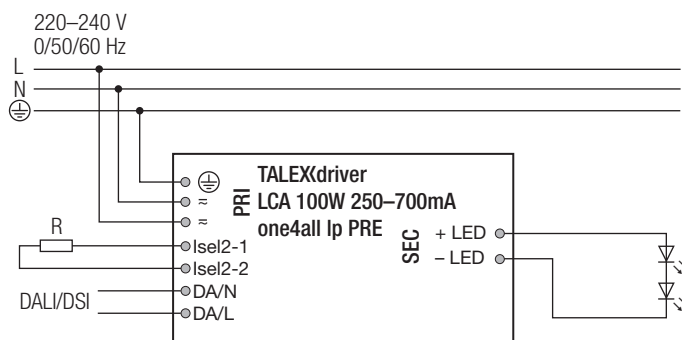 220–240 V
0/50/60 Hz
L
N
PRI
TALEXXdriver
LCA 100W 250–700mA
one4all lp PRE
≂
≂
R
Isel2-1
Isel2-2
DALI/DSI
DA/N
DA/L
SEC
+ LED
– LED